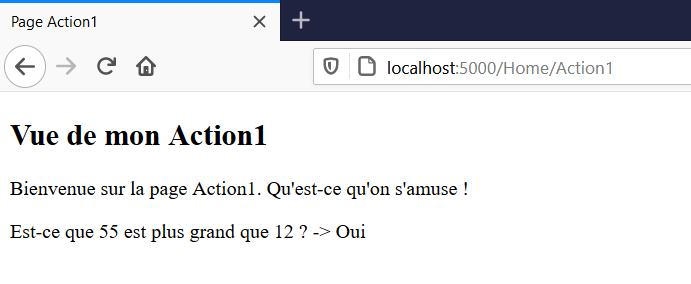 Page Action1
localhost:5000/Home/Action1
Vue de mon Action1
Bienvenue sur la page Action1. Qu'est-ce qu'on s'amuse !
Est-ce que 55 est plus grand que 12 ? -> Oui